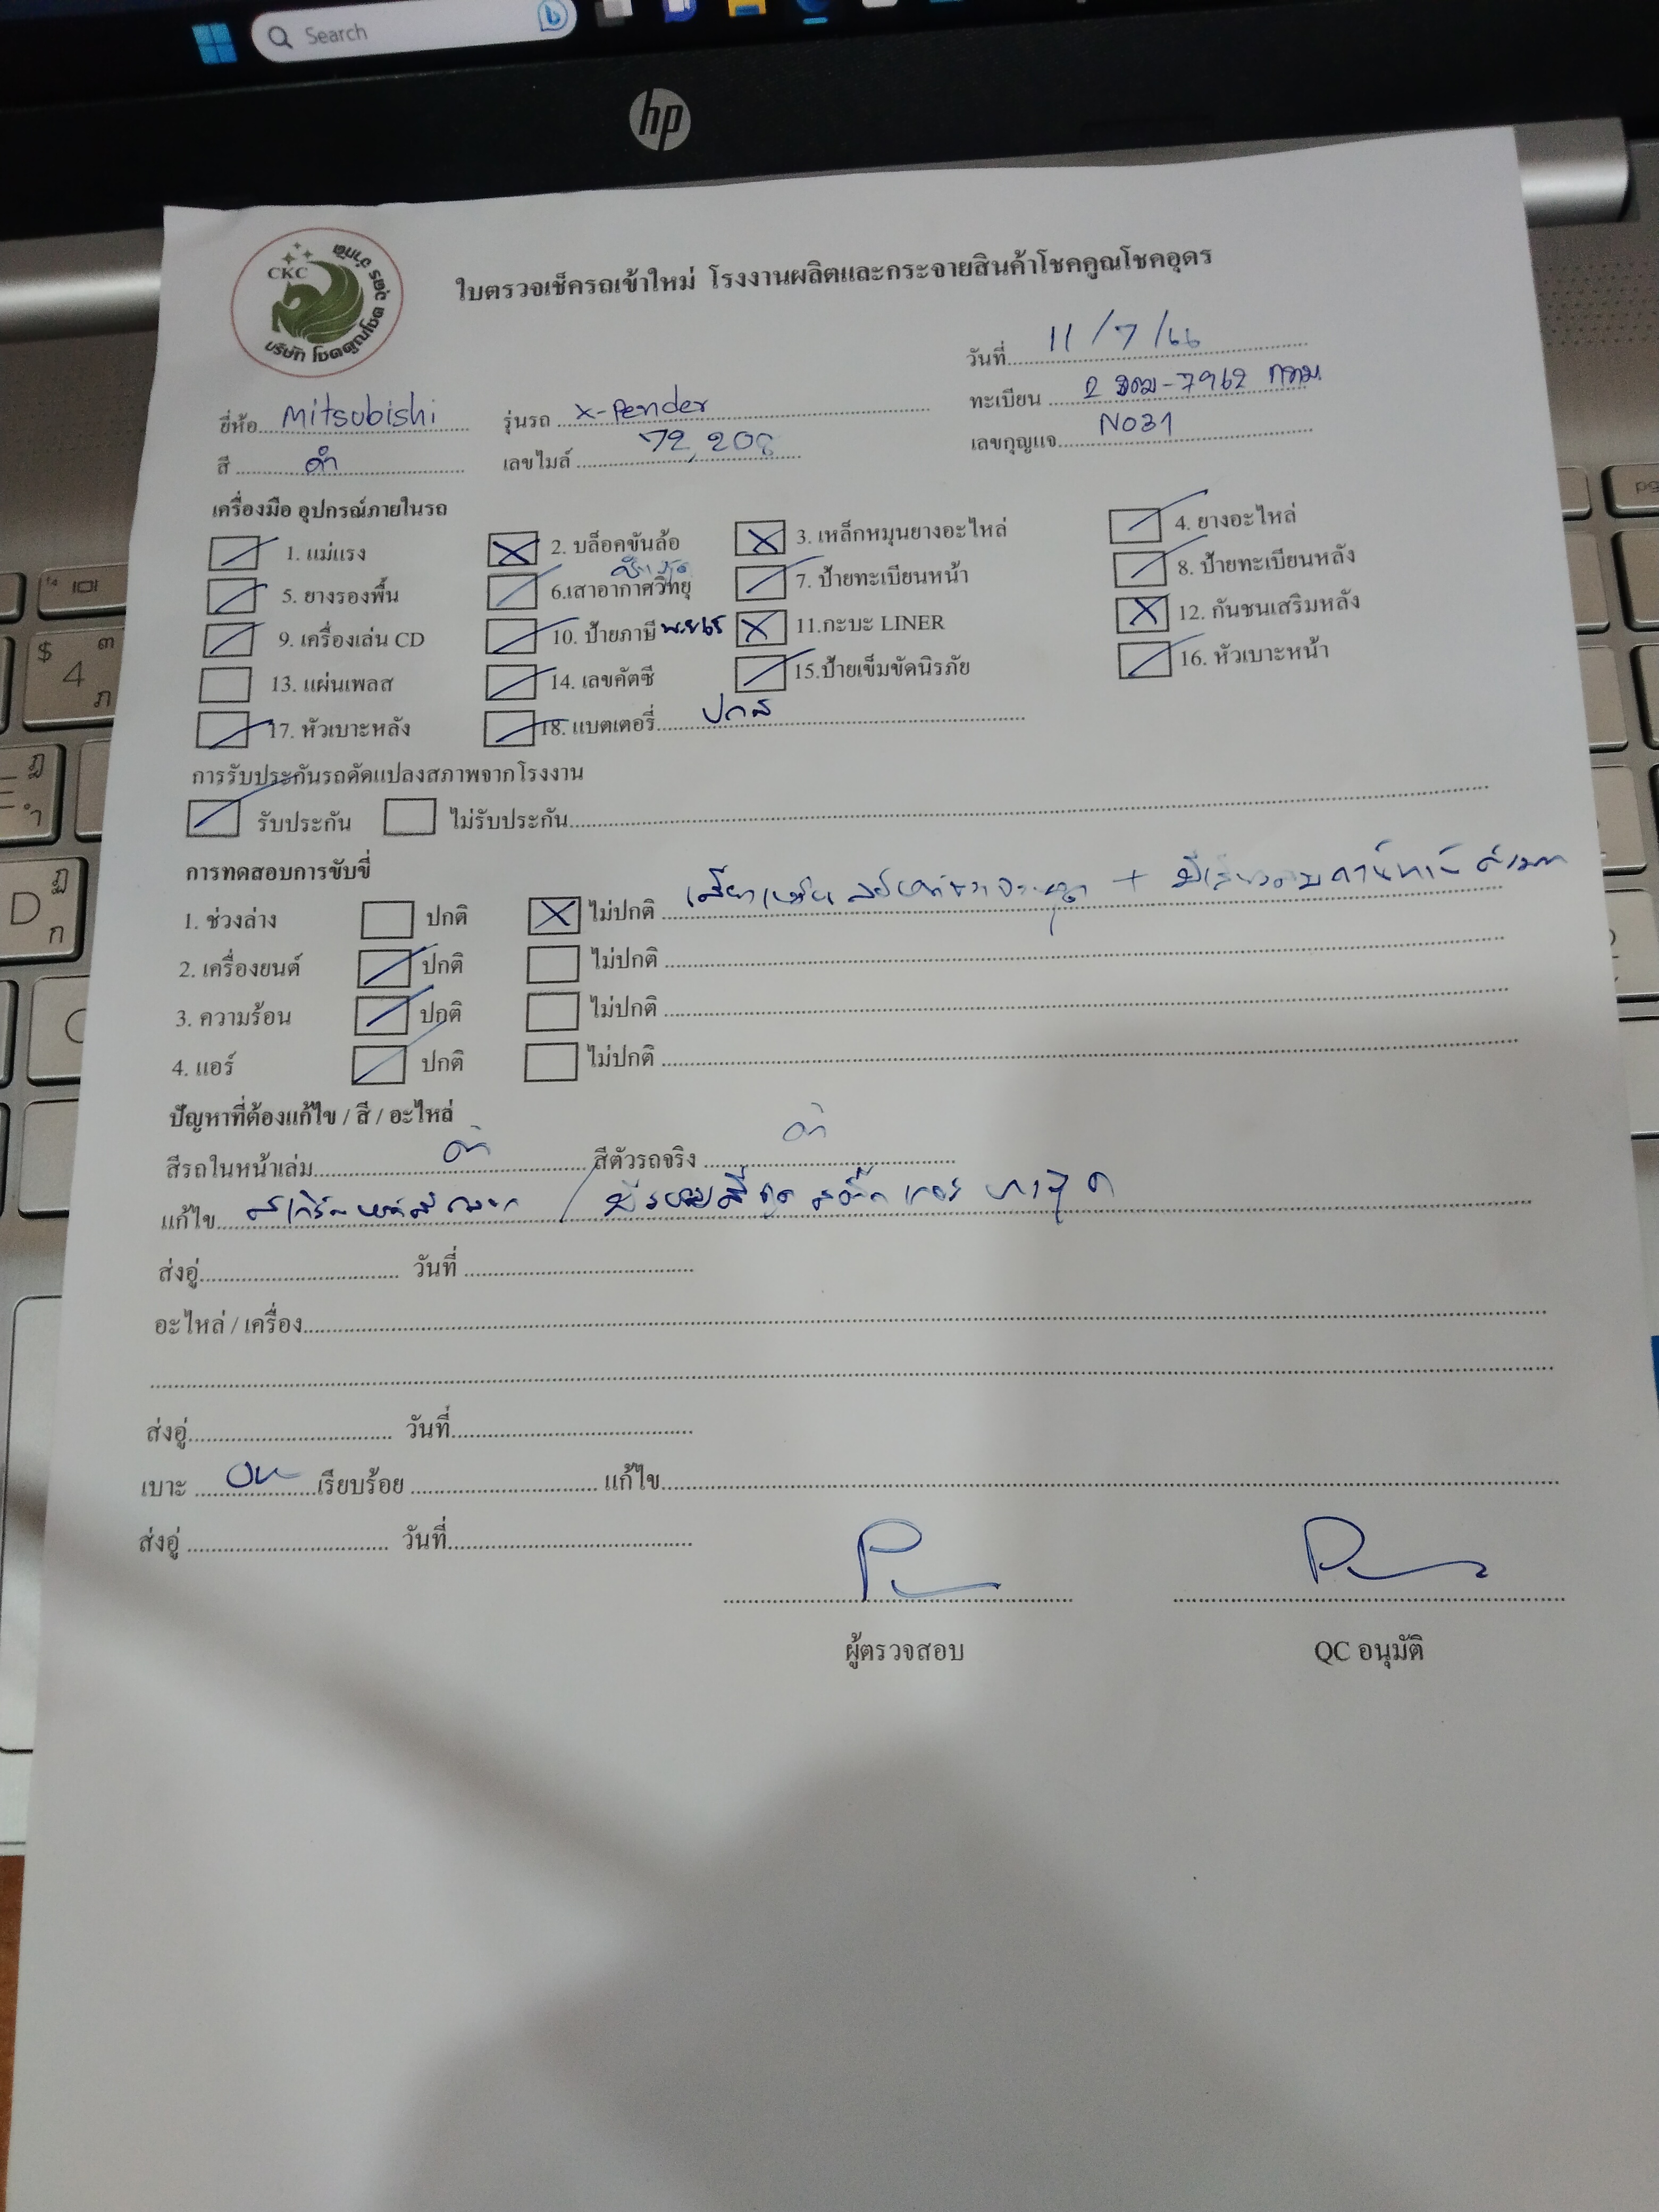 Search
hp
CKC
บริษัท โชคคูณโชค อุดร จำกัด
ใบตรวจเช็ครถเข้าใหม่ โรงงานผลิตและกระจายสินค้าโชคคูณโชคอุดร
วันที่ 11/7/66
ยี่ห้อ Mitsubishi รุ่นรถ x-Pender ทะเบียน 2 -7962 กทม.
สี ดำ เลขไมล์ 72,208 เลขกุญแจ N031
เครื่องมือ อุปกรณ์ภายในรถ
1. แม่แรง 2. บล็อคขันล้อ 3. เหล็กหมุนยางอะไหล่ 4. ยางอะไหล่
5. ยางรองพื้น 6.เสาอากาศวิทยุ 7. ป้ายทะเบียนหน้า 8. ป้ายทะเบียนหลัง
9. เครื่องเล่น CD 10. ป้ายภาษี 11.กะบะ LINER 12. กันชนเสริมหลัง
13. แผ่นเพลส 14. เลขคัตซี 15.ป้ายเข็มขัดนิรภัย 16. หัวเบาะหน้า
17. หัวเบาะหลัง 18. แบตเตอรี่
การรับประกันรถดัดแปลงสภาพจากโรงงาน
รับประกัน ไม่รับประกัน
การทดสอบการขับขี่
1. ช่วงล่าง ปกติ ไม่ปกติ
2. เครื่องยนต์ ปกติ ไม่ปกติ
3. ความร้อน ปกติ ไม่ปกติ
4. แอร์ ปกติ ไม่ปกติ
ปัญหาที่ต้องแก้ไข / สี / อะไหล่
สีรถในหน้าเล่ม ดำ สีตัวรถจริง ดำ
แก้ไข
ส่งอู่ วันที่
อะไหล่ / เครื่อง
ส่งอู่ วันที่
เบาะ OK เรียบร้อย แก้ไข
ส่งอู่ วันที่
ผู้ตรวจสอบ QC อนุมัติ